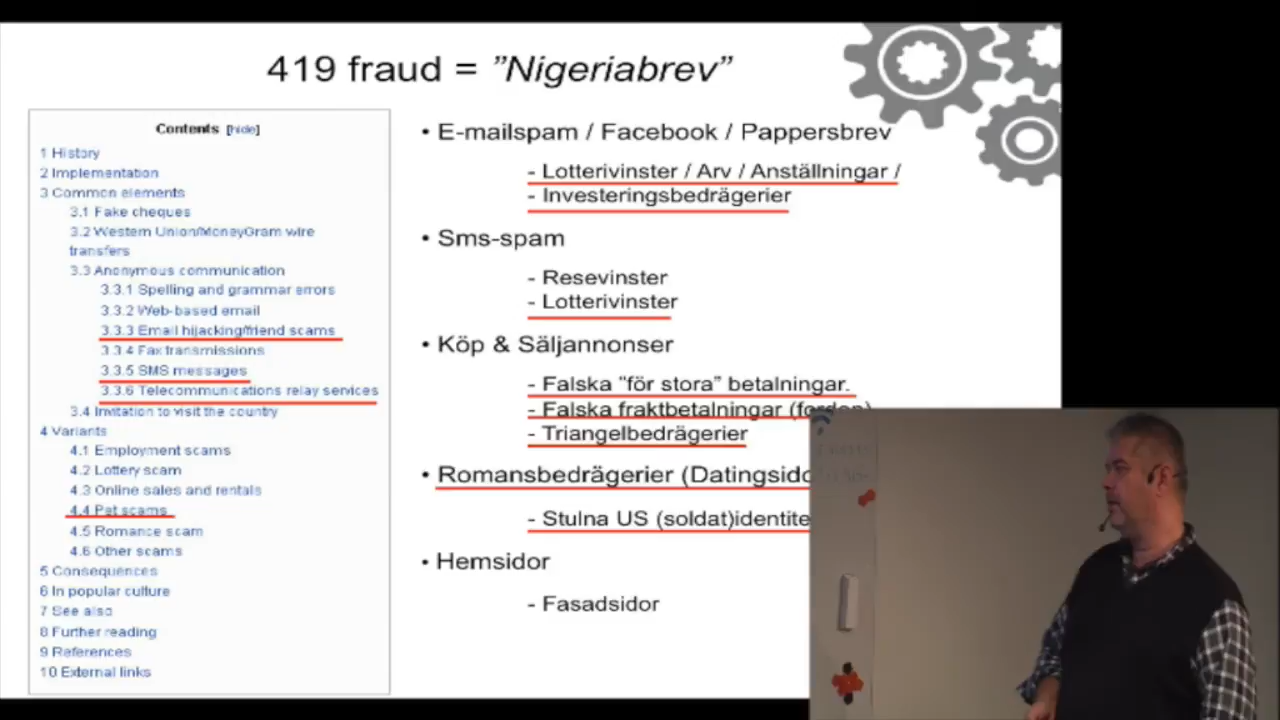 419 fraud = ”Nigeriabrev”
Contents [hide]
1 History
2 Implementation
3 Common elements
3.1 Fake cheques
3.2 Western Union/MoneyGram wire
transfers
3.3 Anonymous communication
3.3.1 Spelling and grammar errors
3.3.2 Web-based email
3.3.3 Email hijacking/friend scams
3.3.4 Fax transmissions
3.3.5 SMS messages
3.3.6 Telecommunications relay services
3.4 Invitation to visit the country
4 Variants
4.1 Employment scams
4.2 Lottery scam
4.3 Online sales and rentals
4.4 Pet scams
4.5 Romance scam
4.6 Other scams
5 Consequences
6 In popular culture
7 See also
8 Further reading
9 References
10 External links
• E-mailspam / Facebook / Pappersbrev
- Lotterivinster / Arv / Anställningar /
- Investeringsbedrägerier
• Sms-spam
- Resevinster
- Lotterivinster
• Köp & Säljannonser
- Falska ”för stora” betalningar.
- Falska fraktbetalningar (fordon)
- Triangelbedrägerier
• Romansbedrägerier (Datingsido
- Stulna US (soldat)identite
• Hemsidor
- Fasadsidor